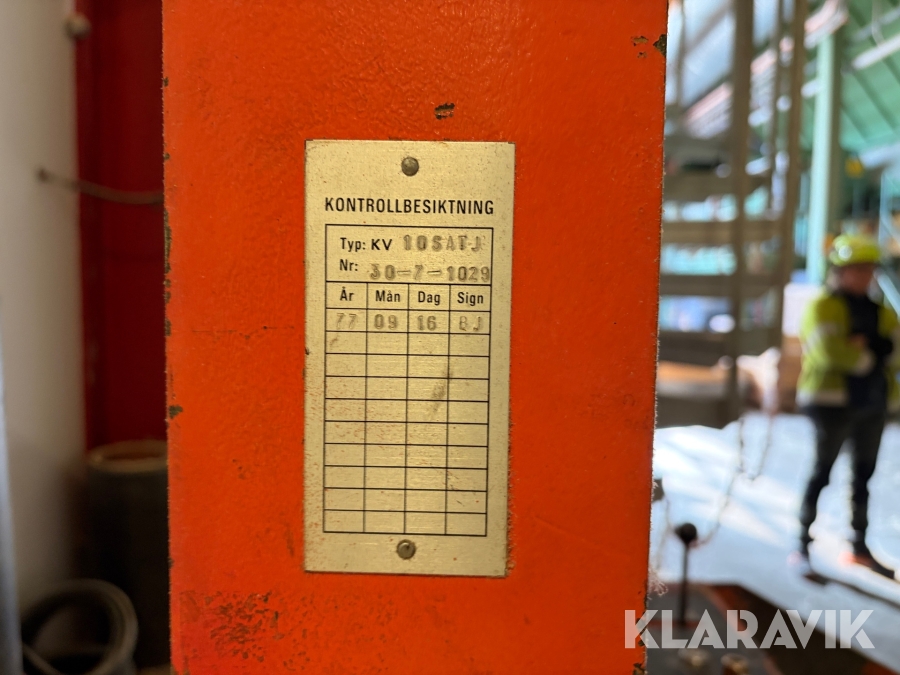 KONTROLLBESIKTNING
Typ: KV 10SATJ
Nr: 30-7-1029
År Mån Dag Sign
77 09 16 BJ
KLARAVIK